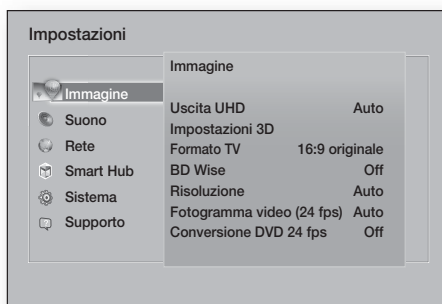 Impostazioni
Immagine
Suono
Rete
Smart Hub
Sistema
Supporto
Immagine
Uscita UHD Auto
Impostazioni 3D
Formato TV 16:9 originale
BD Wise Off
Risoluzione Auto
Fotogramma video (24 fps) Auto
Conversione DVD 24 fps Off